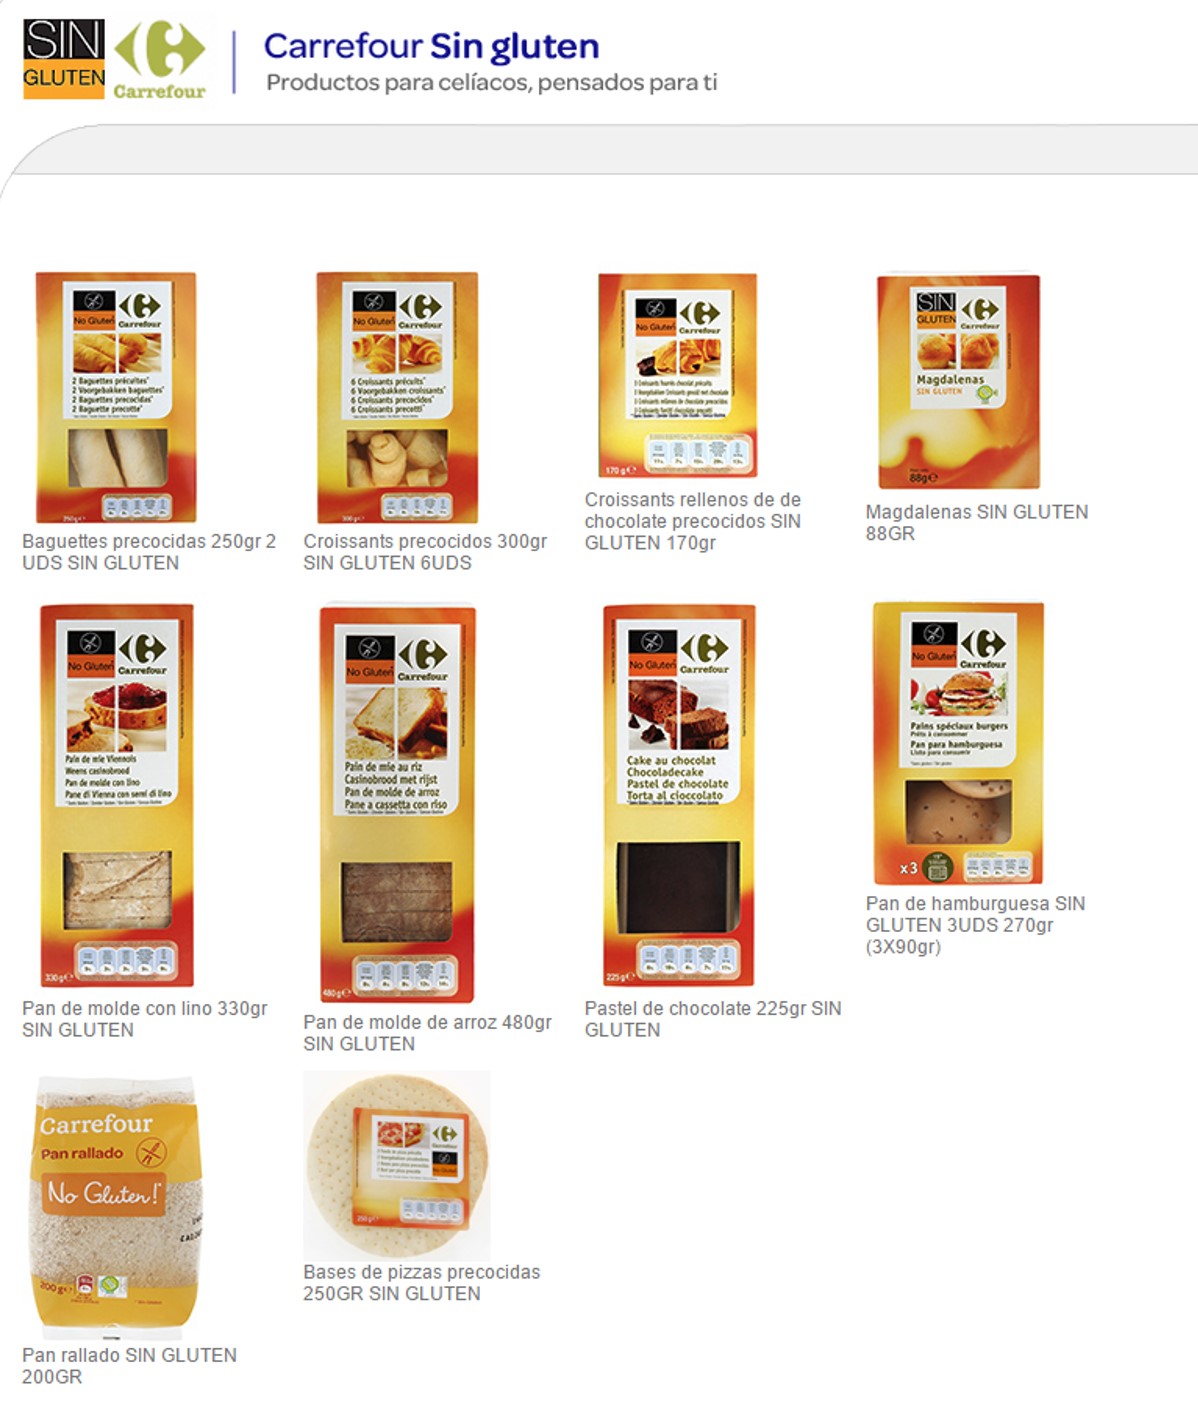 SIN
GLUTEN
Carrefour
Carrefour Sin gluten
Productos para celíacos, pensados para ti
No Gluten
Carrefour
2 Baguettes précuites*
2 Voorgebakken baguettes*
2 Baguettes precocidas*
2 Baguette precotte*
250g
Baguettes precocidas 250gr 2
UDS SIN GLUTEN
No Gluten
Carrefour
6 Croissants précuits*
6 Voorgebakken croissants*
6 Croissants precocidos*
6 Croissants precotti*
300g
Croissants precocidos 300gr
SIN GLUTEN 6UDS
No Gluten
Carrefour
170 g
Croissants rellenos de de
chocolate precocidos SIN
GLUTEN 170gr
SIN
GLUTEN
Carrefour
Magdalenas
SIN GLUTEN
88g
Magdalenas SIN GLUTEN
88GR
No Gluten
Carrefour
Pain de mie Viennois
Weens casinobrood
Pan de molde con lino
Pane di Vienna con semi di lino
330g
Pan de molde con lino 330gr
SIN GLUTEN
No Gluten
Carrefour
Pain de mie au riz
Casinobrood met rijst
Pan de molde de arroz
Pane a cassetta con riso
480g
Pan de molde de arroz 480gr
SIN GLUTEN
No Gluten
Carrefour
Cake au chocolat
Chocoladecake
Pastel de chocolate
Torta al cioccolato
225g
Pastel de chocolate 225gr SIN
GLUTEN
No Gluten
Carrefour
Pains spéciaux burgers
Prêts à consommer
Pan para hamburguesa
Listo para consumir
x3
Pan de hamburguesa SIN
GLUTEN 3UDS 270gr
(3X90gr)
Carrefour
Pan rallado
No Gluten!
200 g
Pan rallado SIN GLUTEN
200GR
Carrefour
No Gluten
250g
Bases de pizzas precocidas
250GR SIN GLUTEN